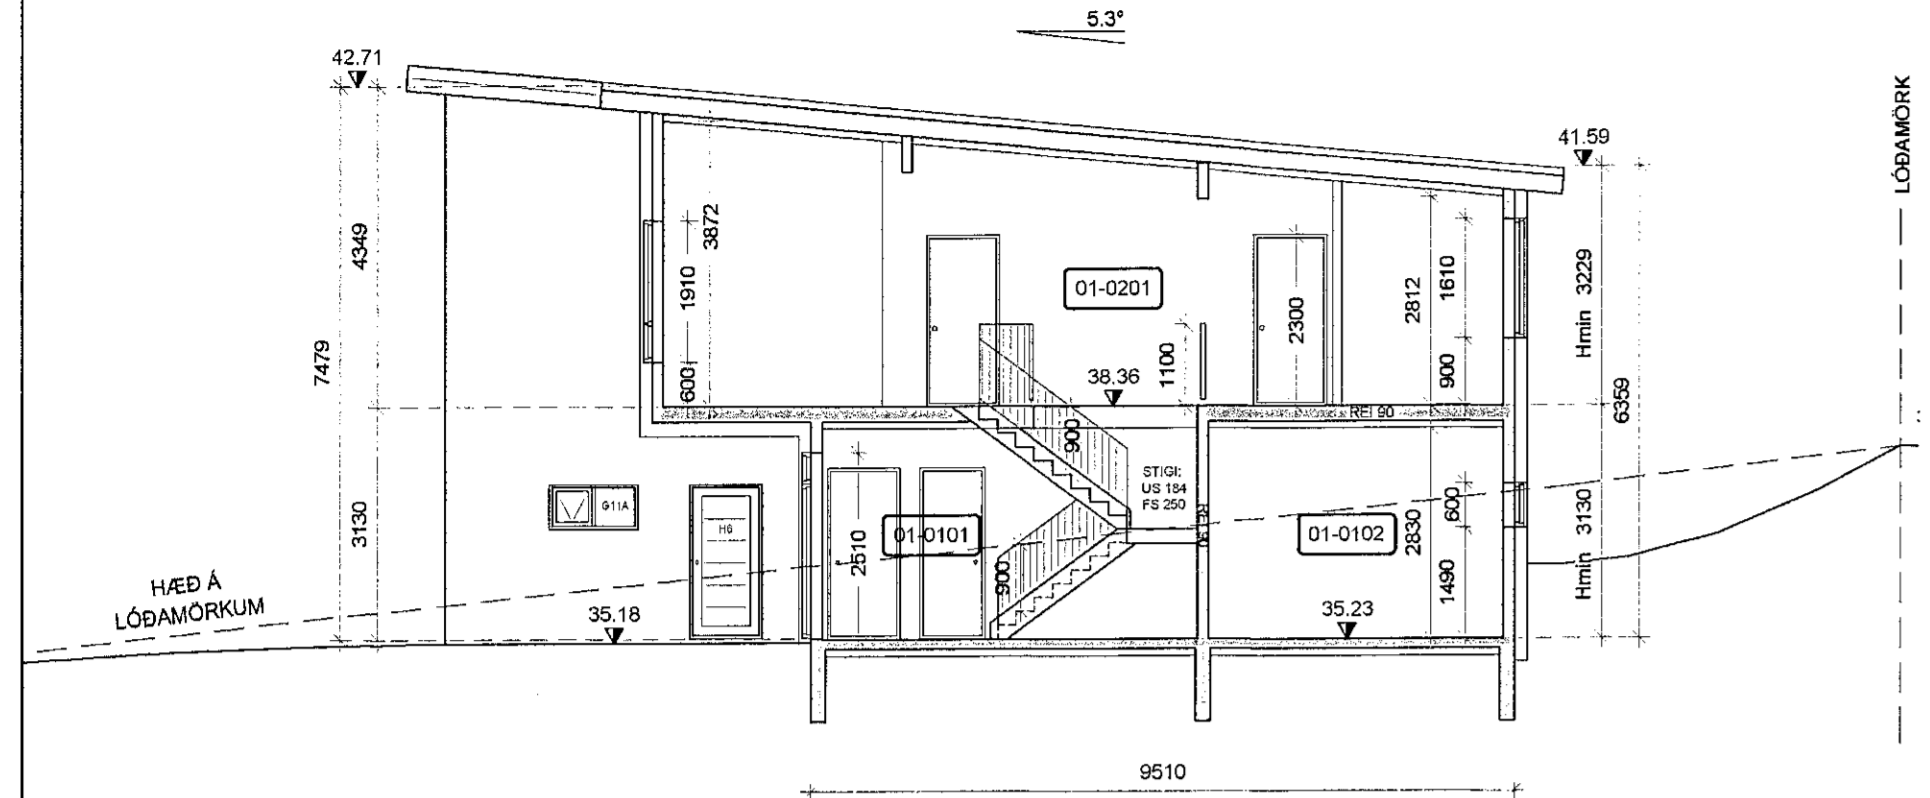 5.3°
42.71
41.59
LÓÐAMÖRK
4349
7479
3130
3872
1910
600
01-0201
2300
2812
1610
900
Hmin 3229
6359
1100
38.36
REI 90
900
STIGI:
US 184
FS 250
REI 90
G11A
H6
2510
01-0101
900
01-0102
2830
600
1490
Hmin 3130
HÆÐ Á
LÓÐAMÖRKUM
35.18
35.23
9510